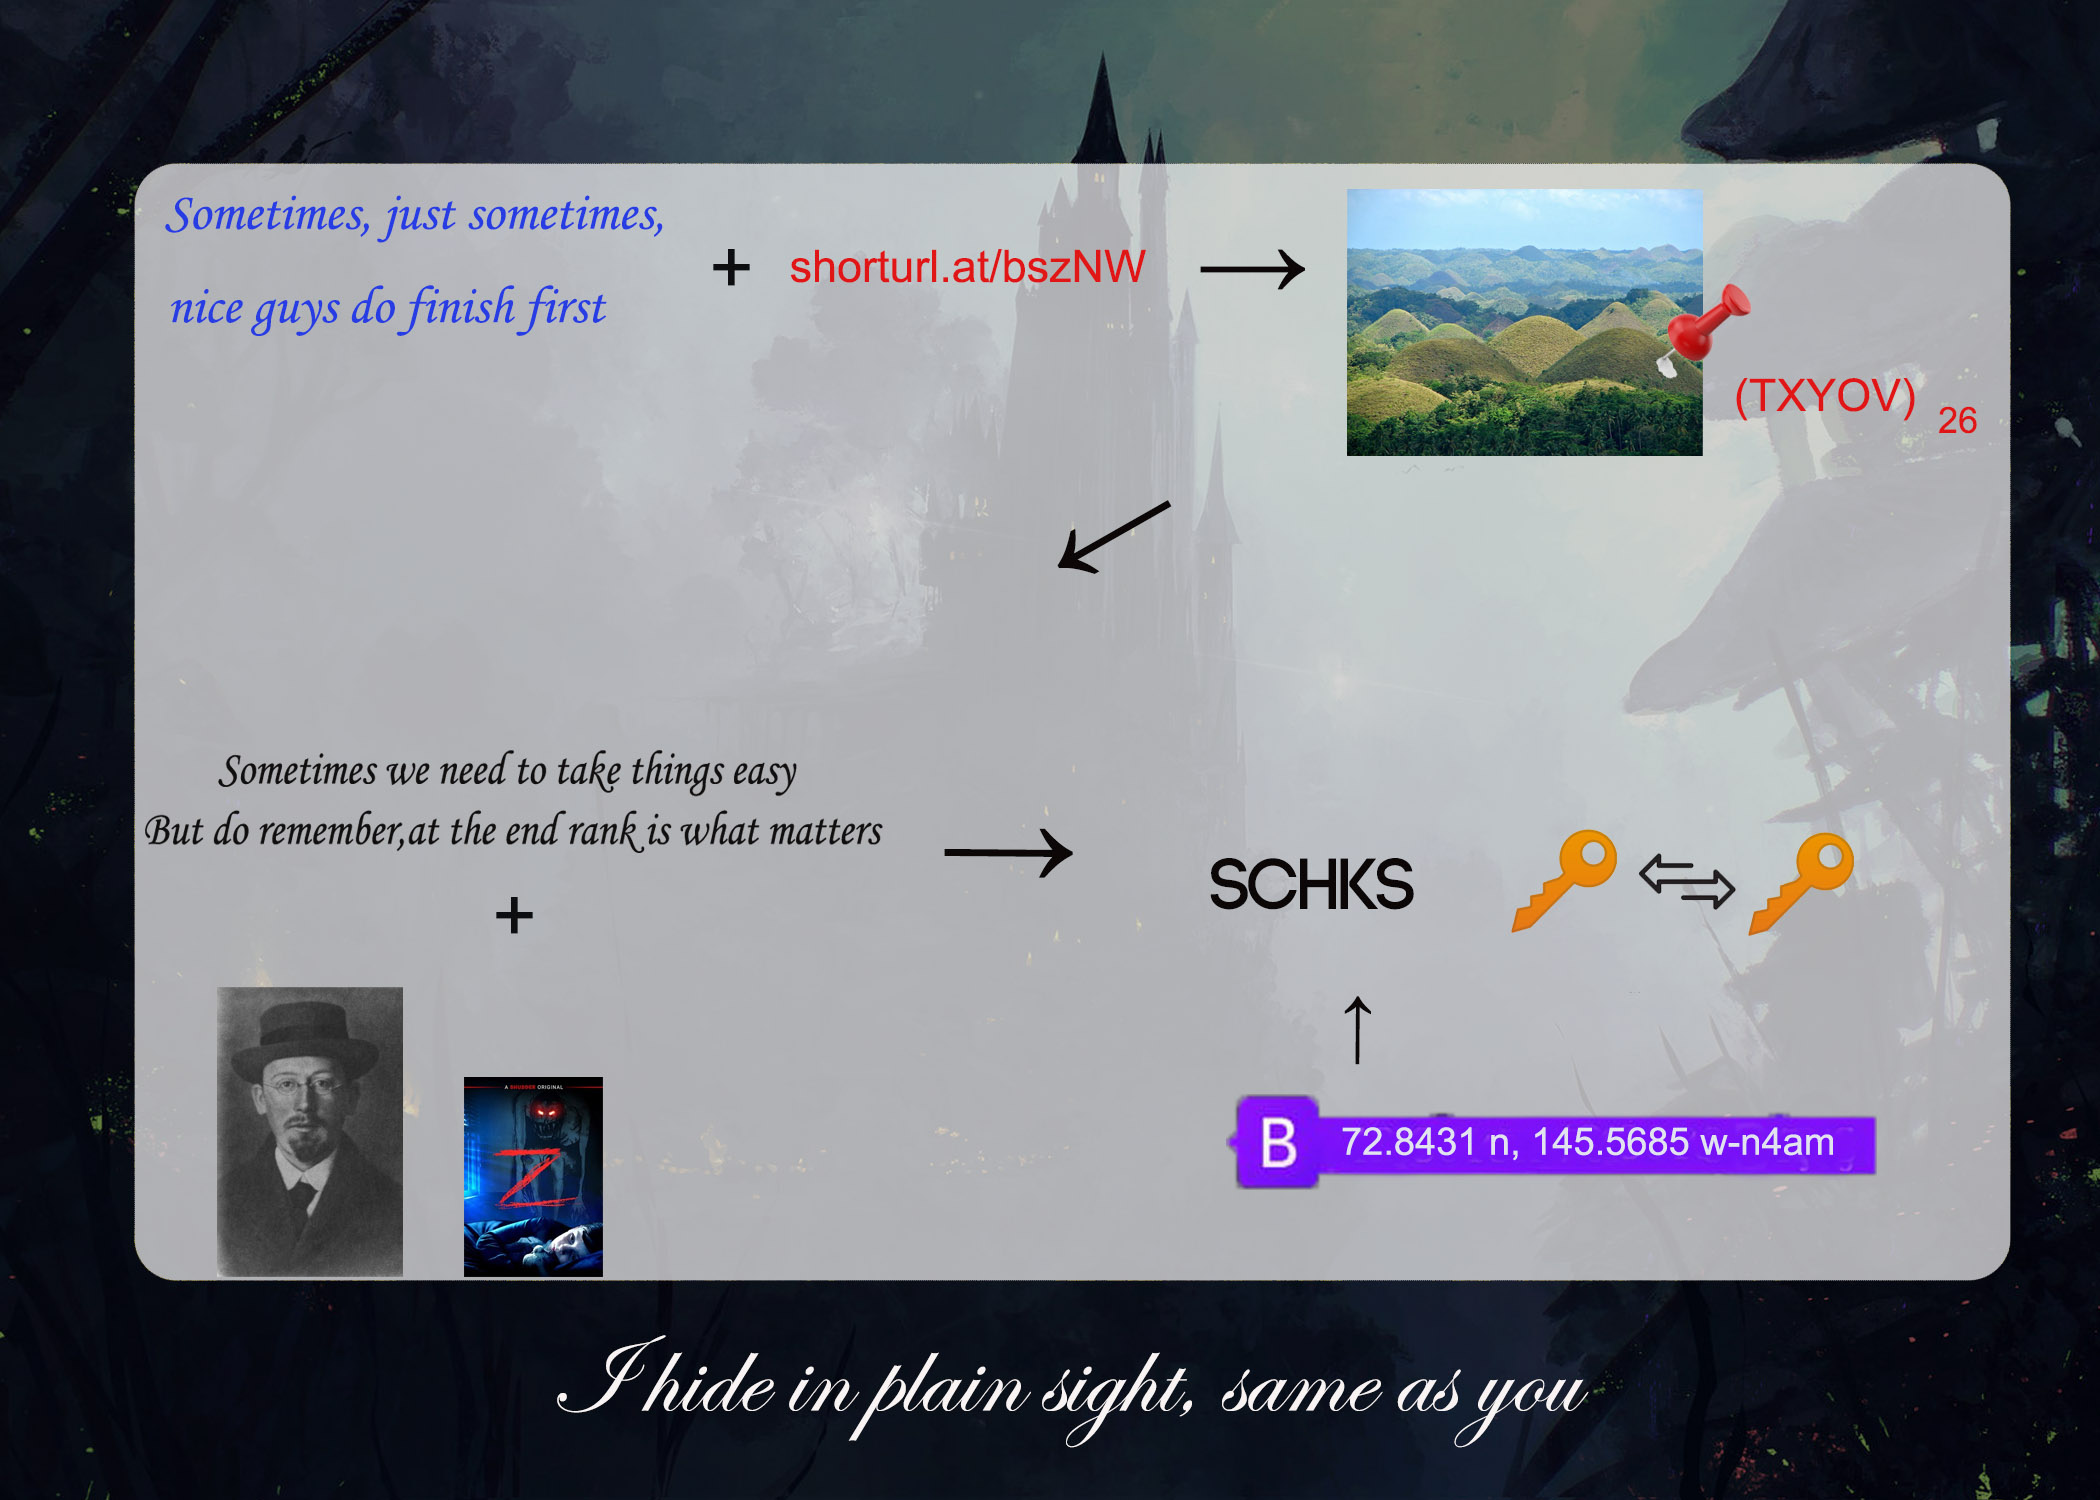 Sometimes, just sometimes,
nice guys do finish first
+ shorturl.at/bszNW
(TXYOV) 26
Sometimes we need to take things easy
But do remember,at the end rank is what matters
+
SCHKS
A SHUDDER ORIGINAL
Z
B 72.8431 n, 145.5685 w-n4am
I hide in plain sight, same as you